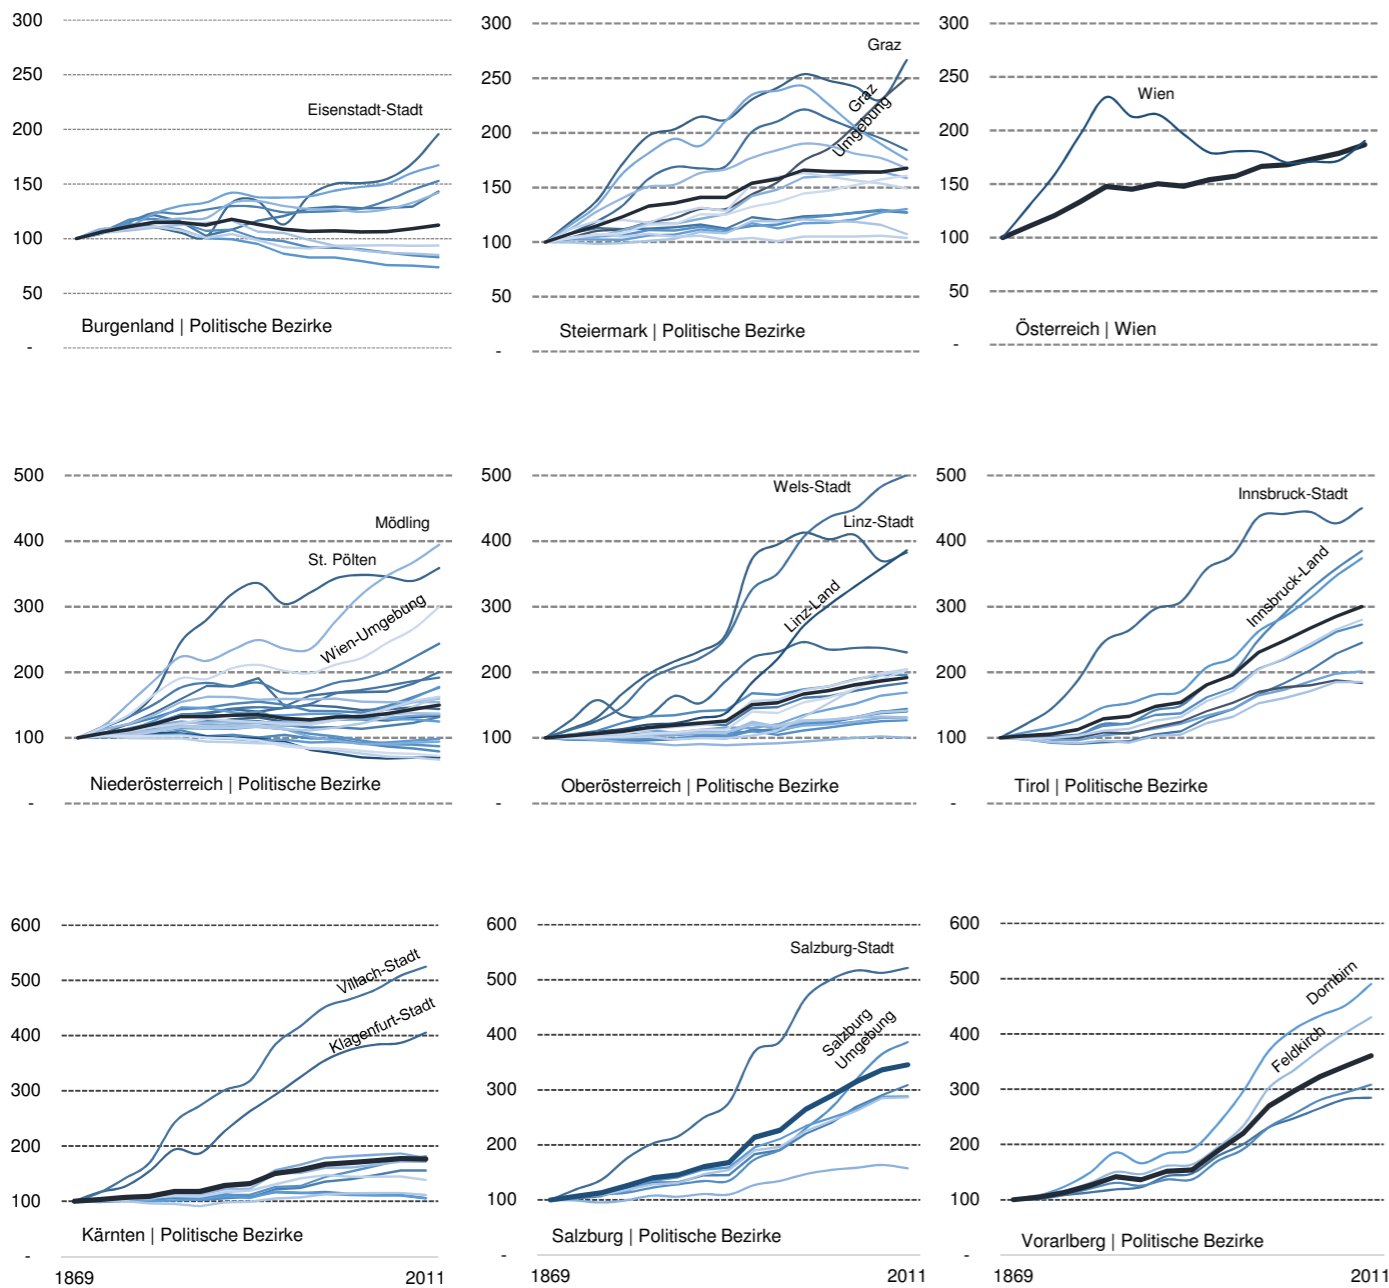 300
250
200
150
100
50
-
Eisenstadt-Stadt
Burgenland | Politische Bezirke
300
250
200
150
100
50
-
Graz
Graz
Umgebung
Steiermark | Politische Bezirke
300
250
200
150
100
50
-
Wien
Österreich | Wien
500
400
300
200
100
-
Mödling
St. Pölten
Wien-Umgebung
Niederösterreich | Politische Bezirke
500
400
300
200
100
-
Wels-Stadt
Linz-Stadt
Linz-Land
Oberösterreich | Politische Bezirke
500
400
300
200
100
-
Innsbruck-Stadt
Innsbruck-Land
Tirol | Politische Bezirke
600
500
400
300
200
100
-
Villach-Stadt
Klagenfurt-Stadt
Kärnten | Politische Bezirke
1869
2011
600
500
400
300
200
100
-
Salzburg-Stadt
Salzburg
Umgebung
Salzburg | Politische Bezirke
1869
2011
600
500
400
300
200
100
-
Dornbirn
Feldkirch
Vorarlberg | Politische Bezirke
1869
2011